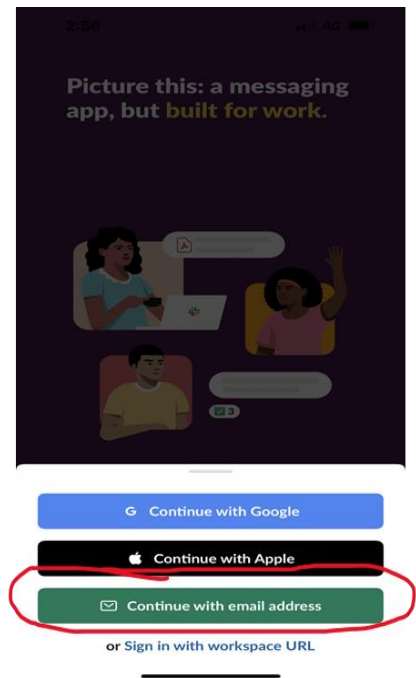 2:56 4G
Picture this: a messaging
app, but built for work.
3
G Continue with Google
Continue with Apple
Continue with email address
or Sign in with workspace URL